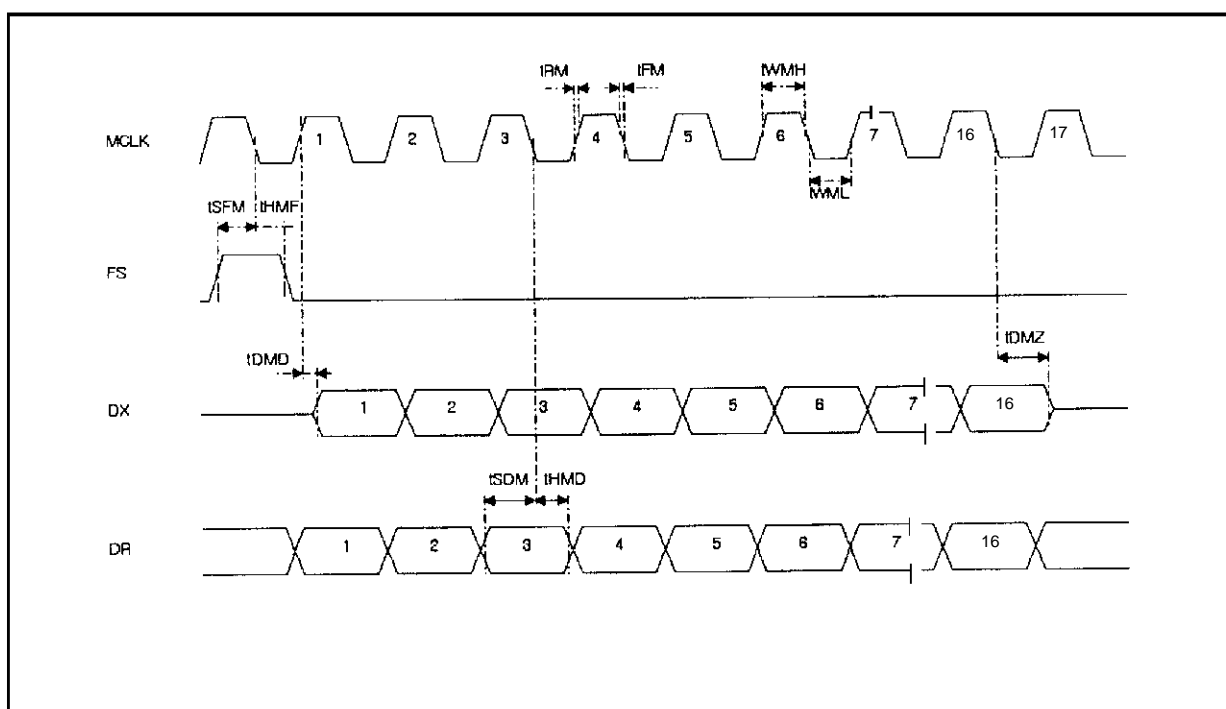 tRM tFM tWMH
MCLK 1 2 3 4 5 6 7 16 17
tWML
tSFM tHMF
FS
tDMD tDMZ
DX 1 2 3 4 5 6 7 16
tSDM tHMD
DR 1 2 3 4 5 6 7 16